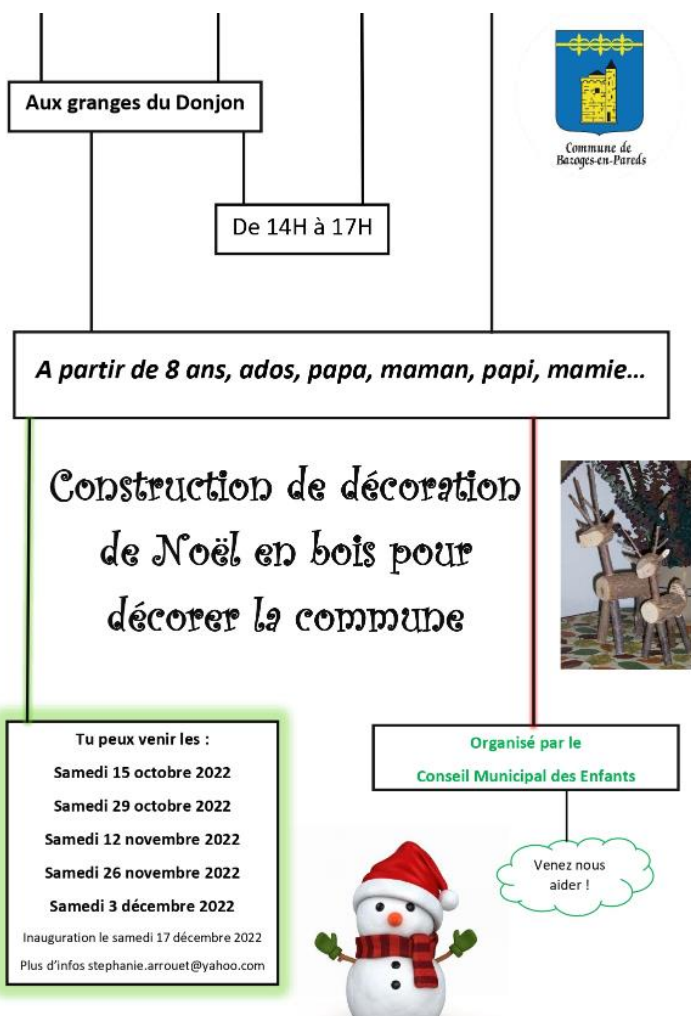 Aux granges du Donjon
Commune de
Bazoges-en-Pareds
De 14H à 17H
A partir de 8 ans, ados, papa, maman, papi, mamie...
Construction de décoration
de Noël en bois pour
décorer la commune
Tu peux venir les :
Samedi 15 octobre 2022
Samedi 29 octobre 2022
Samedi 12 novembre 2022
Samedi 26 novembre 2022
Samedi 3 décembre 2022
Inauguration le samedi 17 décembre 2022
Plus d'infos stephanie.arrouet@yahoo.com
Organisé par le
Conseil Municipal des Enfants
Venez nous
aider !